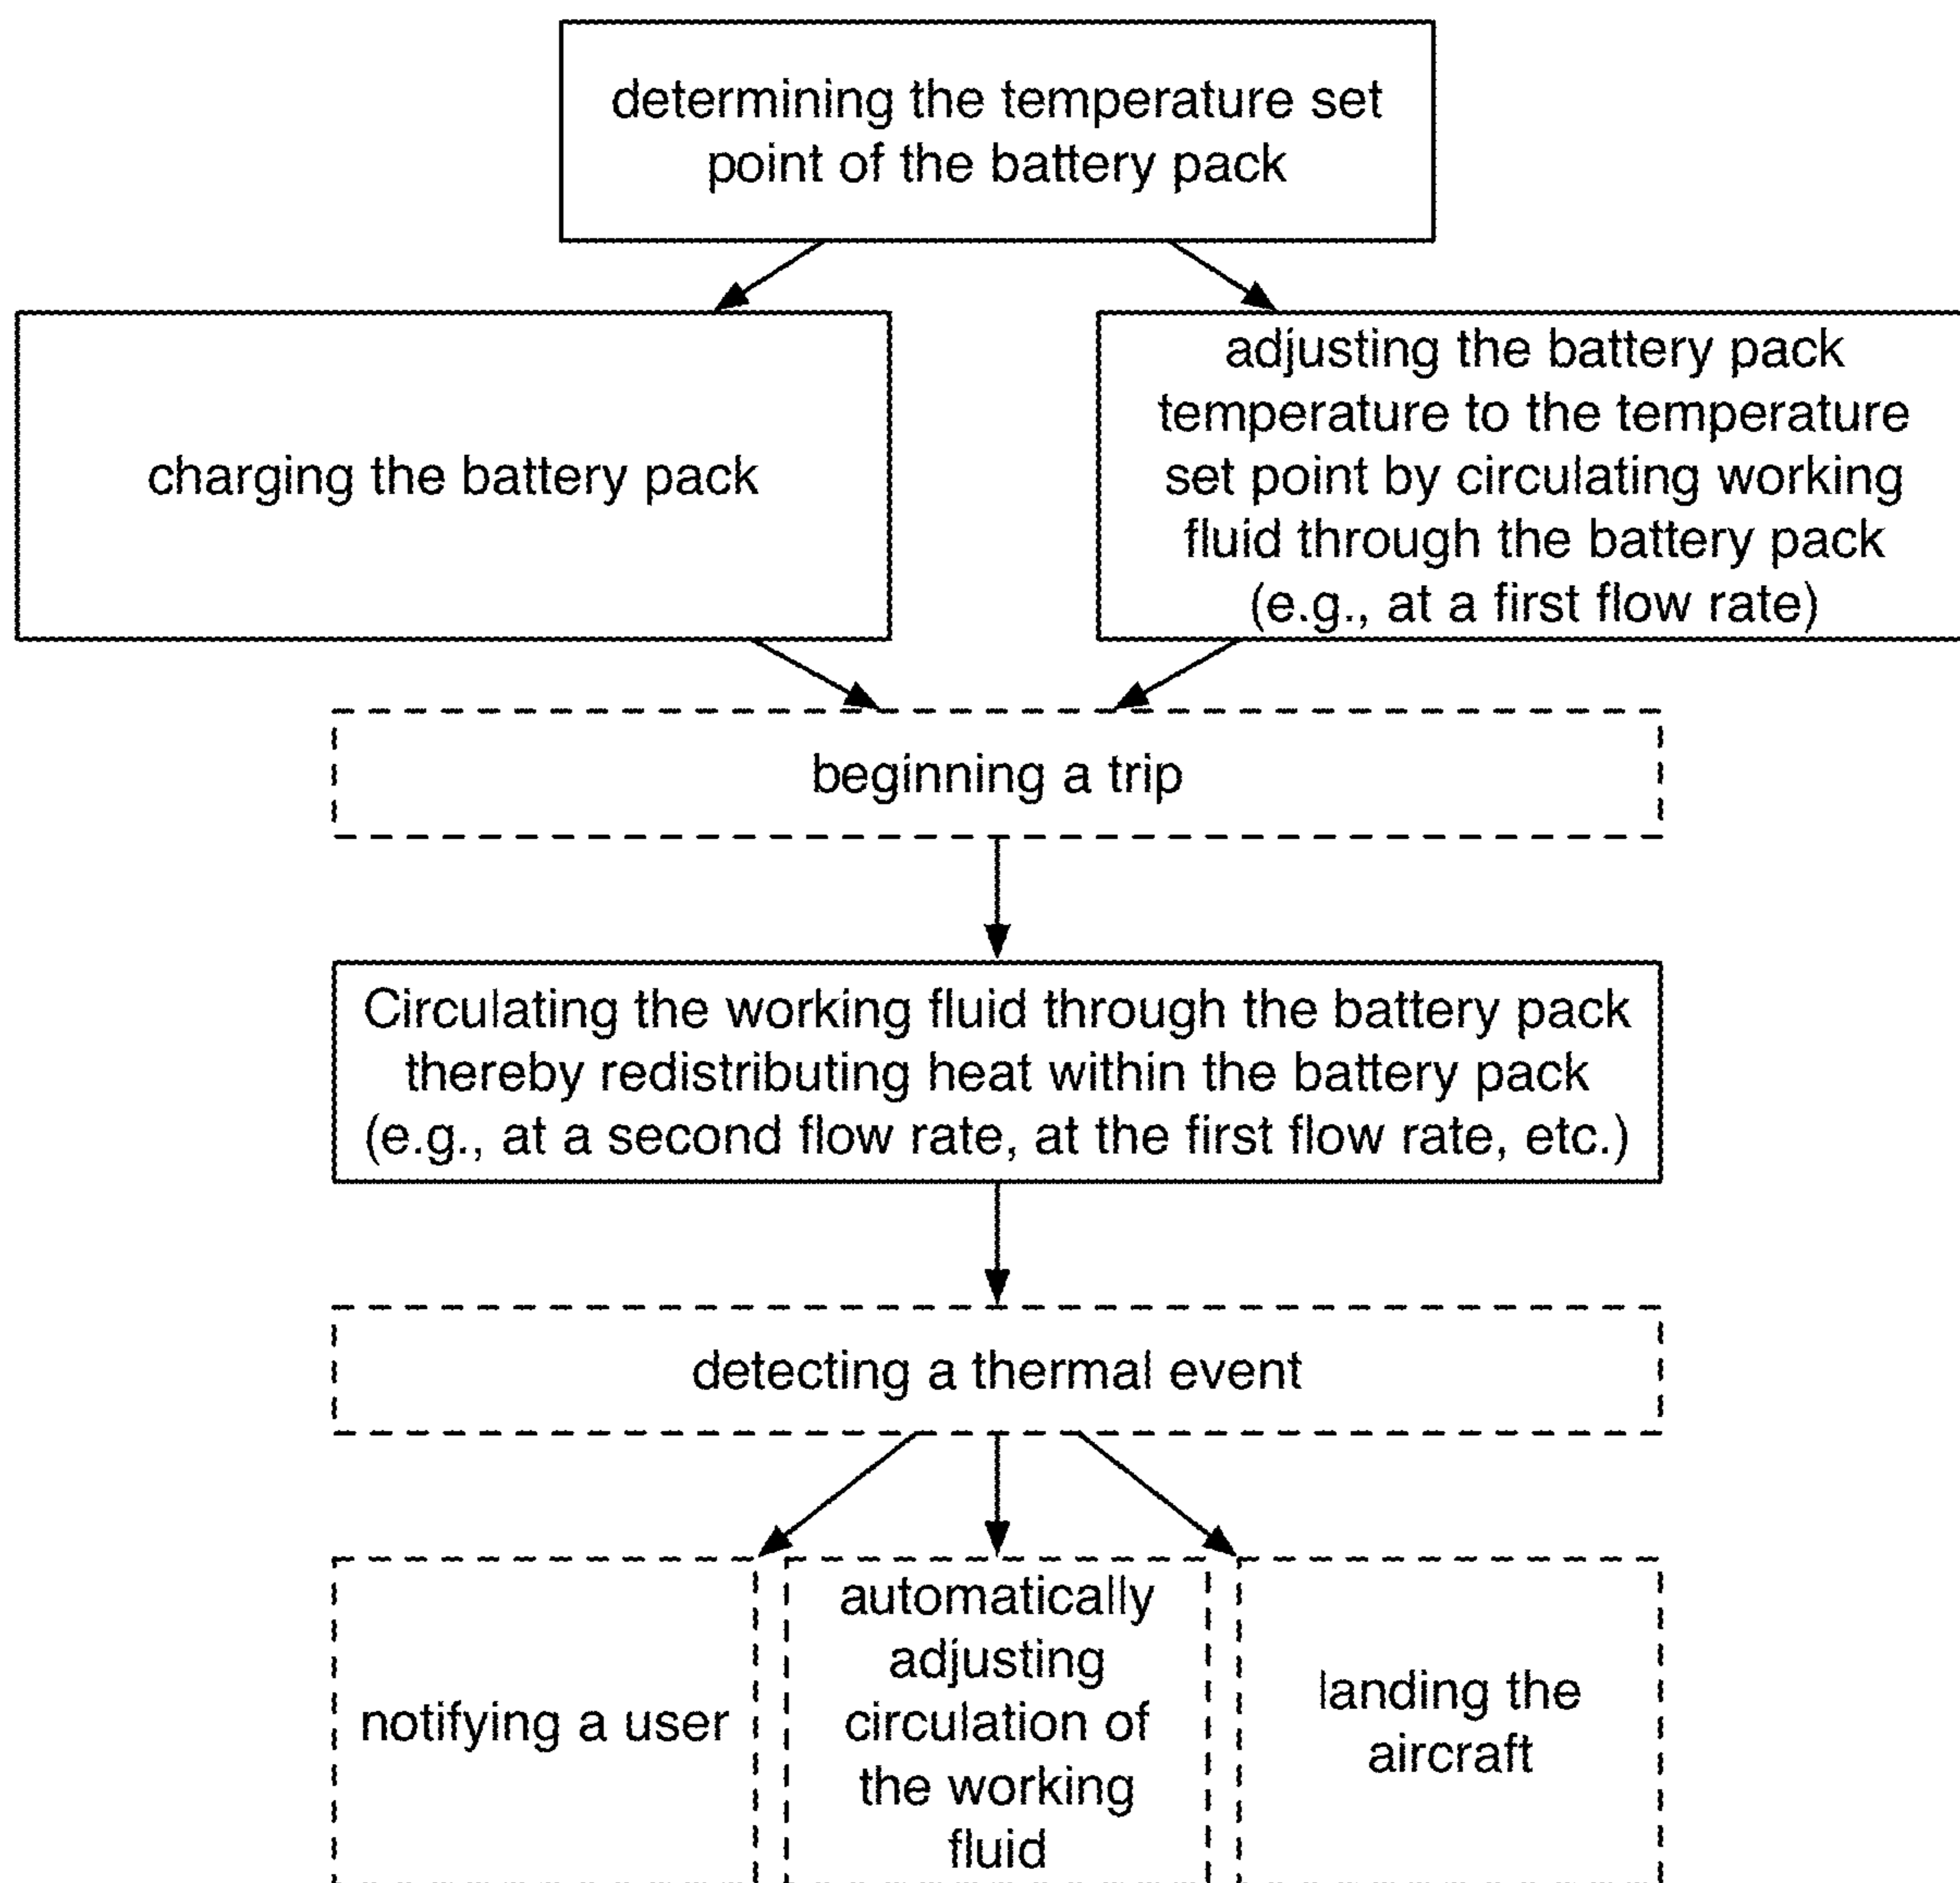 determining the temperature set
point of the battery pack
charging the battery pack
adjusting the battery pack
temperature to the temperature
set point by circulating working
fluid through the battery pack
(e.g., at a first flow rate)
beginning a trip
Circulating the working fluid through the battery pack
thereby redistributing heat within the battery pack
(e.g., at a second flow rate, at the first flow rate, etc.)
detecting a thermal event
notifying a user
automatically
adjusting
circulation of
the working
fluid
landing the
aircraft